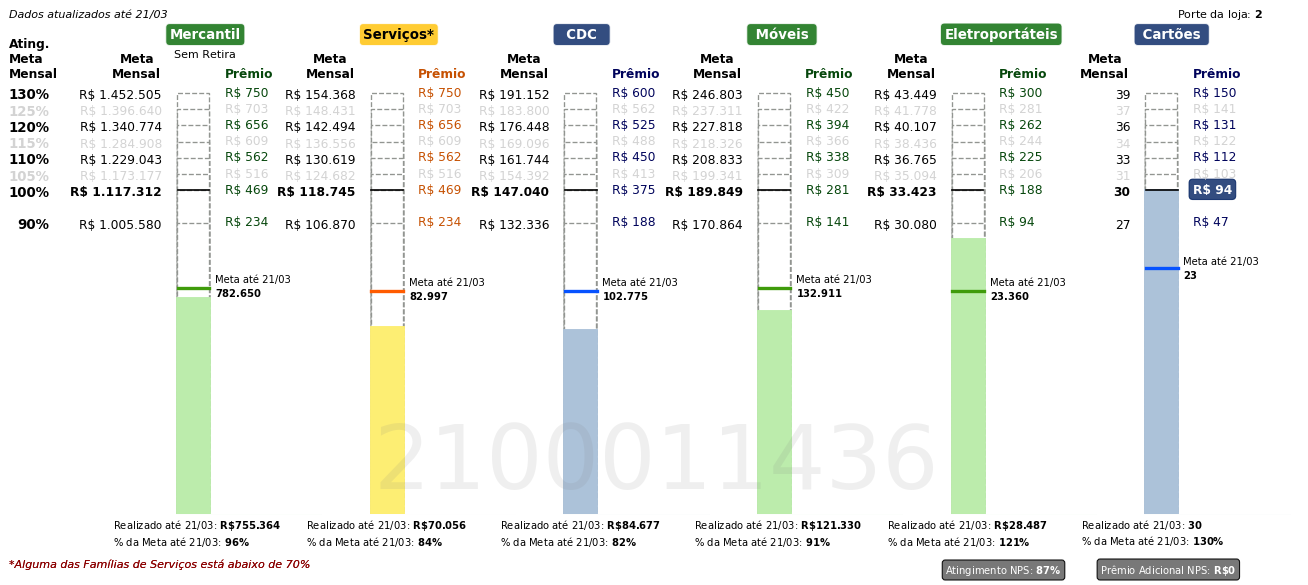 Dados atualizados até 21/03
Porte da loja: 2
Mercantil Serviços* CDC Móveis Eletroportáteis Cartões
Sem Retira
Ating. Meta Mensal
Meta Mensal Prêmio Meta Mensal Prêmio Meta Mensal Prêmio Meta Mensal Prêmio Meta Mensal Prêmio Meta Mensal Prêmio
130% R$ 1.452.505 R$ 750 R$ 154.368 R$ 750 R$ 191.152 R$ 600 R$ 246.803 R$ 450 R$ 43.449 R$ 300 39 R$ 150
125% R$ 1.396.640 R$ 703 R$ 148.431 R$ 703 R$ 183.800 R$ 562 R$ 237.311 R$ 422 R$ 41.778 R$ 281 37 R$ 141
120% R$ 1.340.774 R$ 656 R$ 142.494 R$ 656 R$ 176.448 R$ 525 R$ 227.818 R$ 394 R$ 40.107 R$ 262 36 R$ 131
115% R$ 1.284.908 R$ 609 R$ 136.556 R$ 609 R$ 169.096 R$ 488 R$ 218.326 R$ 366 R$ 38.436 R$ 244 34 R$ 122
110% R$ 1.229.043 R$ 562 R$ 130.619 R$ 562 R$ 161.744 R$ 450 R$ 208.833 R$ 338 R$ 36.765 R$ 225 33 R$ 112
105% R$ 1.173.177 R$ 516 R$ 124.682 R$ 516 R$ 154.392 R$ 413 R$ 199.341 R$ 309 R$ 35.094 R$ 206 31 R$ 103
100% R$ 1.117.312 R$ 469 R$ 118.745 R$ 469 R$ 147.040 R$ 375 R$ 189.849 R$ 281 R$ 33.423 R$ 188 30 R$ 94
90% R$ 1.005.580 R$ 234 R$ 106.870 R$ 234 R$ 132.336 R$ 188 R$ 170.864 R$ 141 R$ 30.080 R$ 94 27 R$ 47
Meta até 21/03 Meta até 21/03 Meta até 21/03 Meta até 21/03 Meta até 21/03 Meta até 21/03
782.650 82.997 102.775 132.911 23.360 23
2100011436
Realizado até 21/03: R$755.364 Realizado até 21/03: R$70.056 Realizado até 21/03: R$84.677 Realizado até 21/03: R$121.330 Realizado até 21/03: R$28.487 Realizado até 21/03: 30
% da Meta até 21/03: 96% % da Meta até 21/03: 84% % da Meta até 21/03: 82% % da Meta até 21/03: 91% % da Meta até 21/03: 121% % da Meta até 21/03: 130%
*Alguma das Famílias de Serviços está abaixo de 70%
Atingimento NPS: 87% Prêmio Adicional NPS: R$0